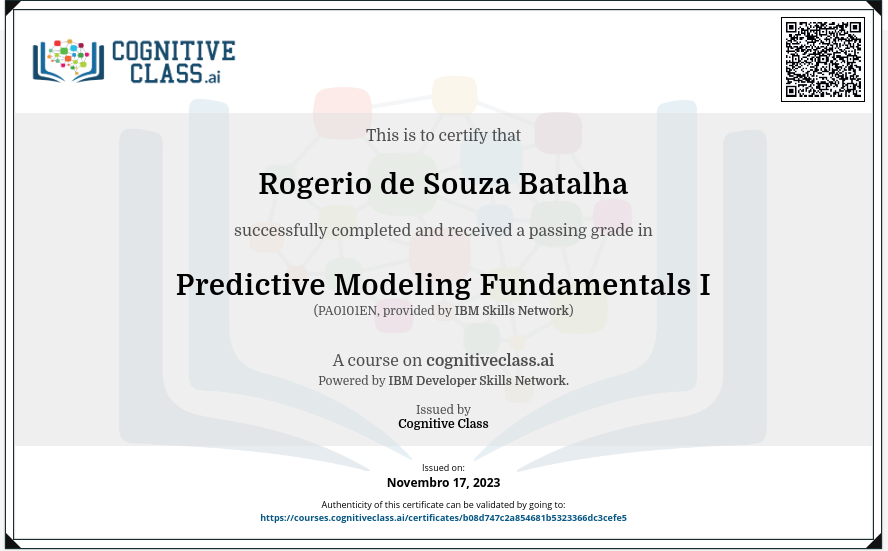 COGNITIVE
CLASS.ai
This is to certify that
Rogerio de Souza Batalha
successfully completed and received a passing grade in
Predictive Modeling Fundamentals I
(PA0101EN, provided by IBM Skills Network)
A course on cognitiveclass.ai
Powered by IBM Developer Skills Network.
Issued by
Cognitive Class
Issued on:
Novembro 17, 2023
Authenticity of this certificate can be validated by going to:
https://courses.cognitiveclass.ai/certificates/b08d747c2a854681b5323366dc3cefe5